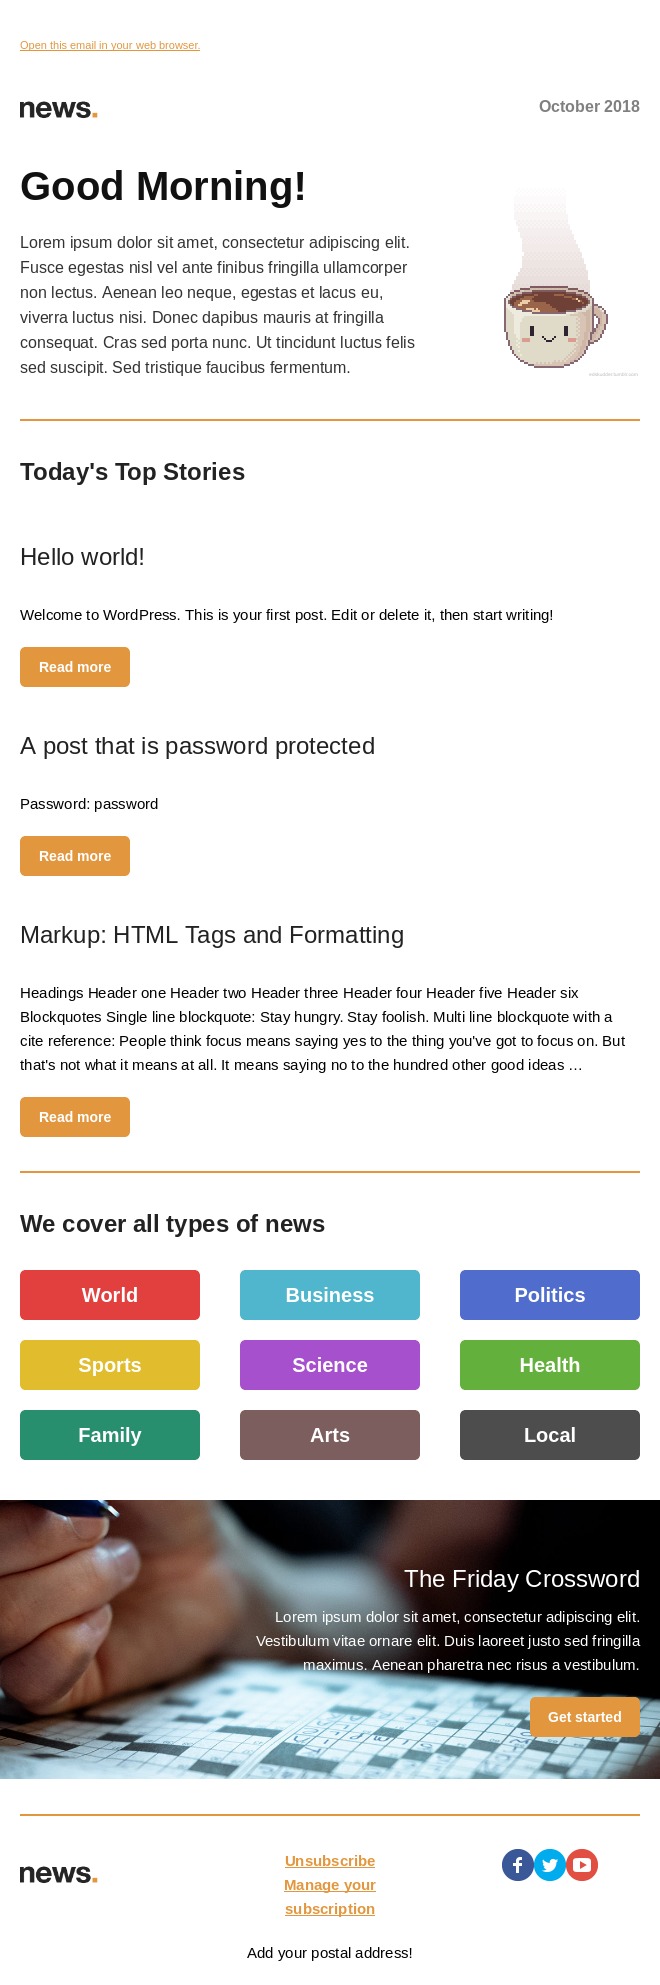 Open this email in your web browser.
news.
October 2018
Good Morning!
Lorem ipsum dolor sit amet, consectetur adipiscing elit.
Fusce egestas nisl vel ante finibus fringilla ullamcorper
non lectus. Aenean leo neque, egestas et lacus eu,
viverra luctus nisi. Donec dapibus mauris at fringilla
consequat. Cras sed porta nunc. Ut tincidunt luctus felis
sed suscipit. Sed tristique faucibus fermentum.
Today's Top Stories
Hello world!
Welcome to WordPress. This is your first post. Edit or delete it, then start writing!
Read more
A post that is password protected
Password: password
Read more
Markup: HTML Tags and Formatting
Headings Header one Header two Header three Header four Header five Header six
Blockquotes Single line blockquote: Stay hungry. Stay foolish. Multi line blockquote with a
cite reference: People think focus means saying yes to the thing you've got to focus on. But
that's not what it means at all. It means saying no to the hundred other good ideas …
Read more
We cover all types of news
World
Business
Politics
Sports
Science
Health
Family
Arts
Local
The Friday Crossword
Lorem ipsum dolor sit amet, consectetur adipiscing elit.
Vestibulum vitae ornare elit. Duis laoreet justo sed fringilla
maximus. Aenean pharetra nec risus a vestibulum.
Get started
news.
Unsubscribe
Manage your
subscription
Add your postal address!